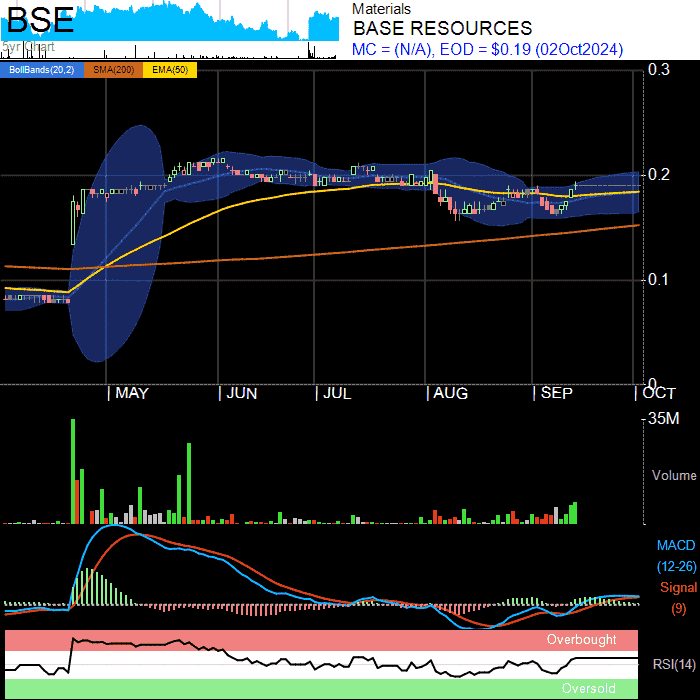 BSE
5yr Chart
Materials
BASE RESOURCES
MC = (N/A), EOD = $0.19 (02Oct2024)
BollBands(20,2) SMA(200) EMA(50)
0.3
0.2
0.1
0
| MAY | JUN | JUL | AUG | SEP | OCT
35M
Volume
MACD
(12-26)
Signal
(9)
Overbought
RSI(14)
Oversold